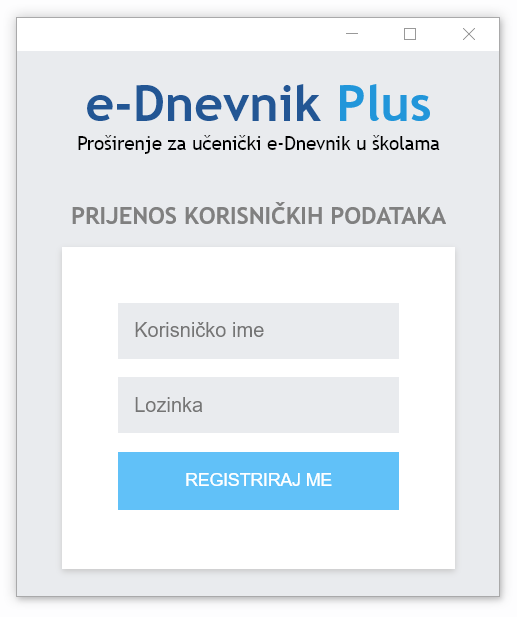 e-Dnevnik Plus
Proširenje za učenički e-Dnevnik u školama
PRIJENOS KORISNIČKIH PODATAKA
Korisničko ime
Lozinka
REGISTRIRAJ ME